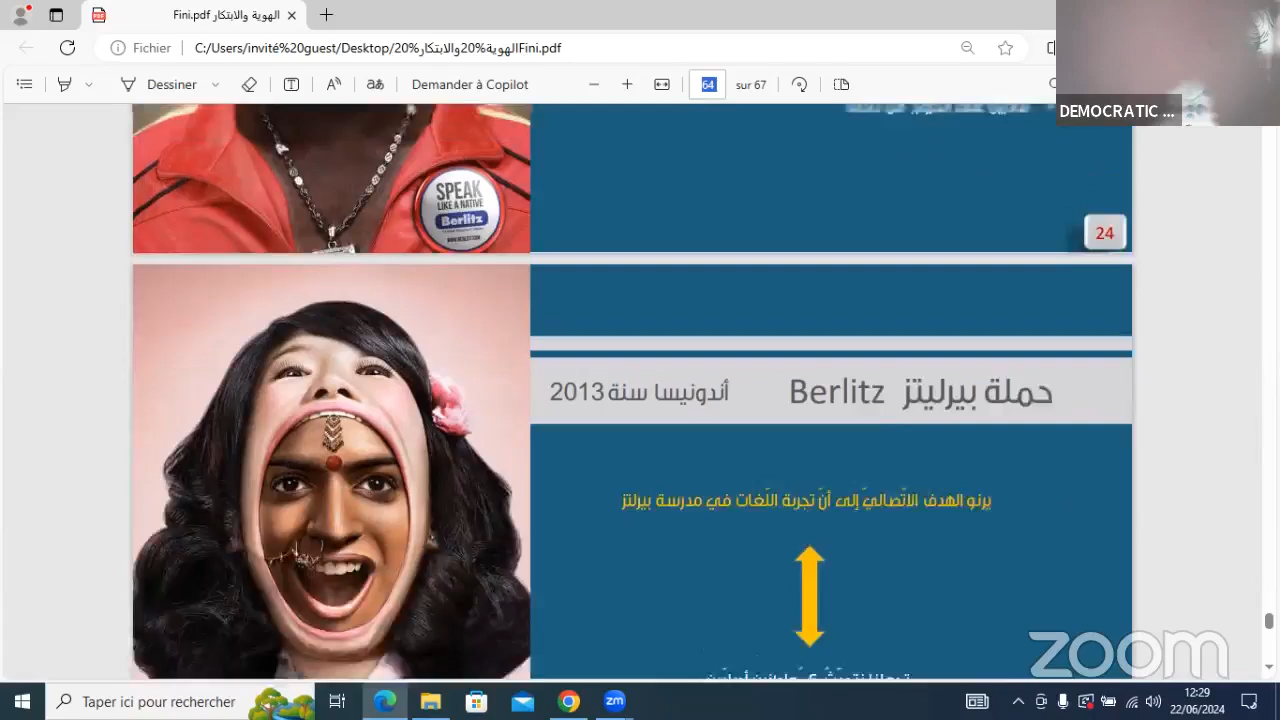 الهوية والابتكار Fini.pdf
Fichier
C:/Users/invité%20guest/Desktop/الهوية%20والابتكار%20Fini.pdf
DEMOCRATIC ...
Dessiner
Demander à Copilot
64 sur 67
SPEAK
LIKE A NATIVE
Berlitz
24
حملة بيرليتز Berlitz أندونيسا سنة 2013
يرنو الهدف الاتّصاليّ إلى أنّ تجربة اللّغات في مدرسة بيرلتز
zoom
Taper ici pour rechercher
12:29
22/06/2024